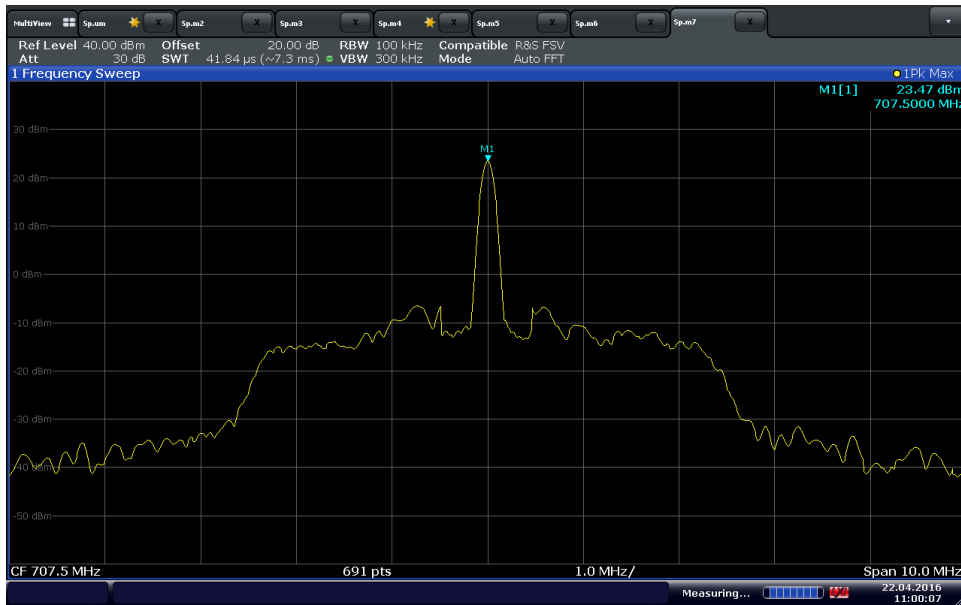 MultiView Sp.um X Sp.m2 X Sp.m3 X Sp.m4 X Sp.m5 X Sp.m6 X Sp.m7 X
Ref Level 40.00 dBm Offset 20.00 dB RBW 100 kHz Compatible R&S FSV
Att 30 dB SWT 41.84 µs (~7.3 ms) VBW 300 kHz Mode Auto FFT
1 Frequency Sweep 1Pk Max
M1[1] 23.47 dBm
707.5000 MHz
30 dBm
M1
20 dBm
10 dBm
0 dBm
-10 dBm
-20 dBm
-30 dBm
-40 dBm
-50 dBm
CF 707.5 MHz 691 pts 1.0 MHz/ Span 10.0 MHz
Measuring... 22.04.2016
11:00:07